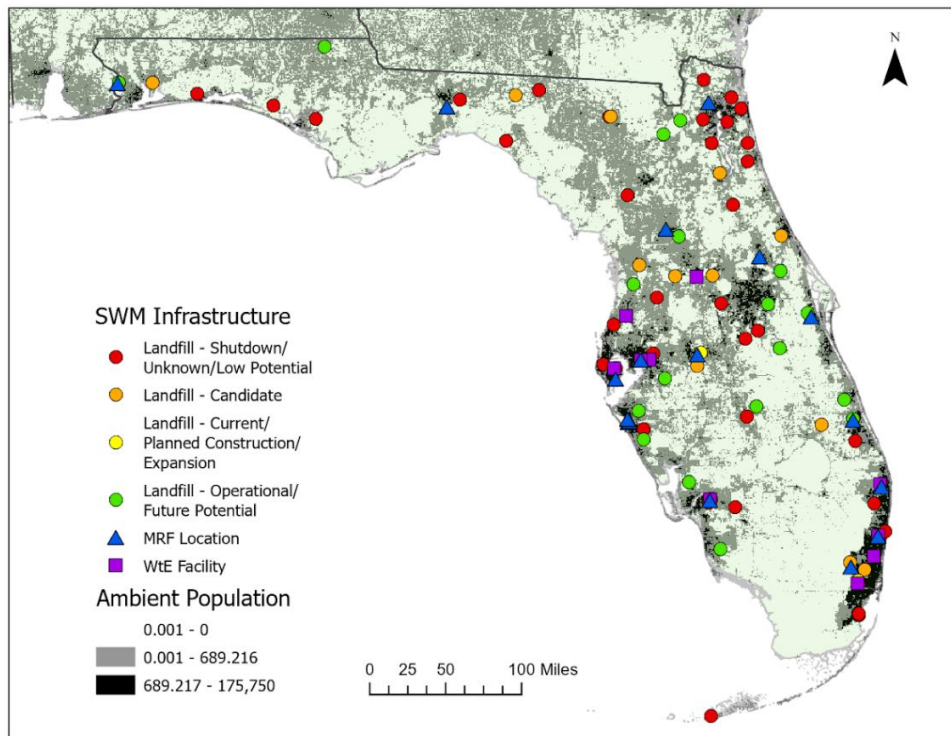 N
SWM Infrastructure
Landfill - Shutdown/
Unknown/Low Potential
Landfill - Candidate
Landfill - Current/
Planned Construction/
Expansion
Landfill - Operational/
Future Potential
MRF Location
WtE Facility
Ambient Population
0.001 - 0
0.001 - 689.216
689.217 - 175,750
0 25 50 100 Miles